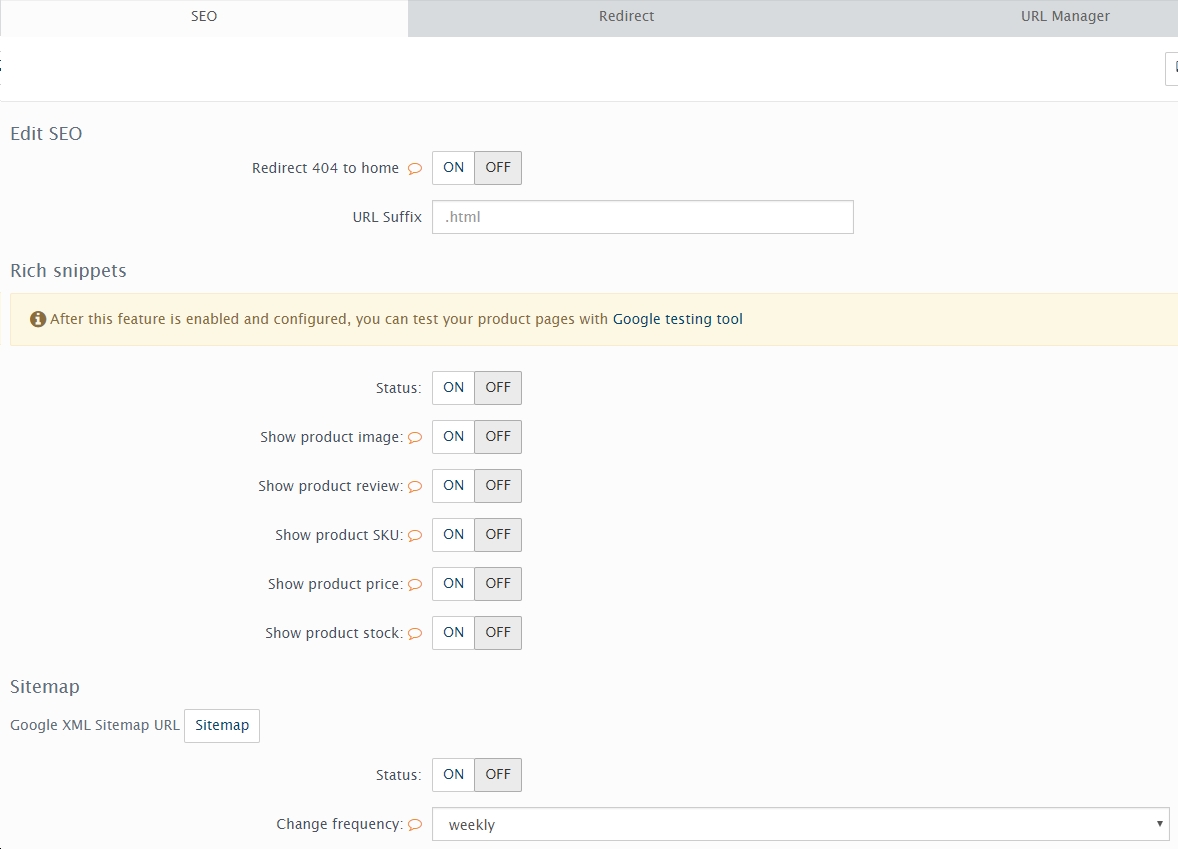 SEO Redirect URL Manager
Edit SEO
Redirect 404 to home ON OFF
URL Suffix .html
Rich snippets
After this feature is enabled and configured, you can test your product pages with Google testing tool
Status: ON OFF
Show product image: ON OFF
Show product review: ON OFF
Show product SKU: ON OFF
Show product price: ON OFF
Show product stock: ON OFF
Sitemap
Google XML Sitemap URL Sitemap
Status: ON OFF
Change frequency: weekly